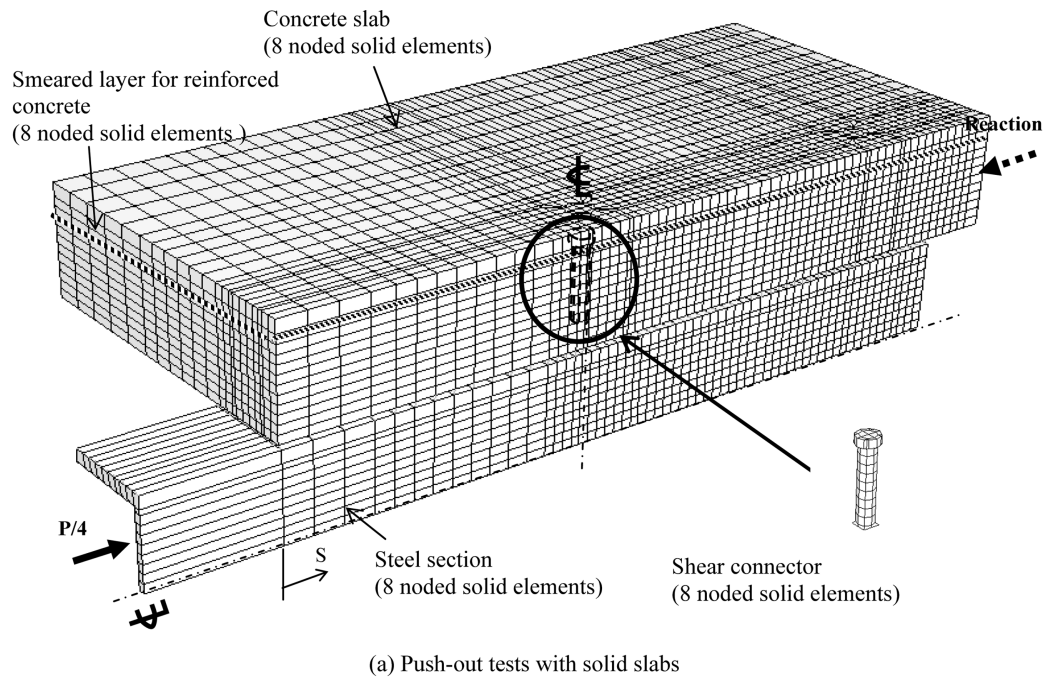 Concrete slab
(8 noded solid elements)
Smeared layer for reinforced
concrete
(8 noded solid elements )
Reaction
℄
P/4
S
Steel section
(8 noded solid elements)
Shear connector
(8 noded solid elements)
℄
(a) Push-out tests with solid slabs